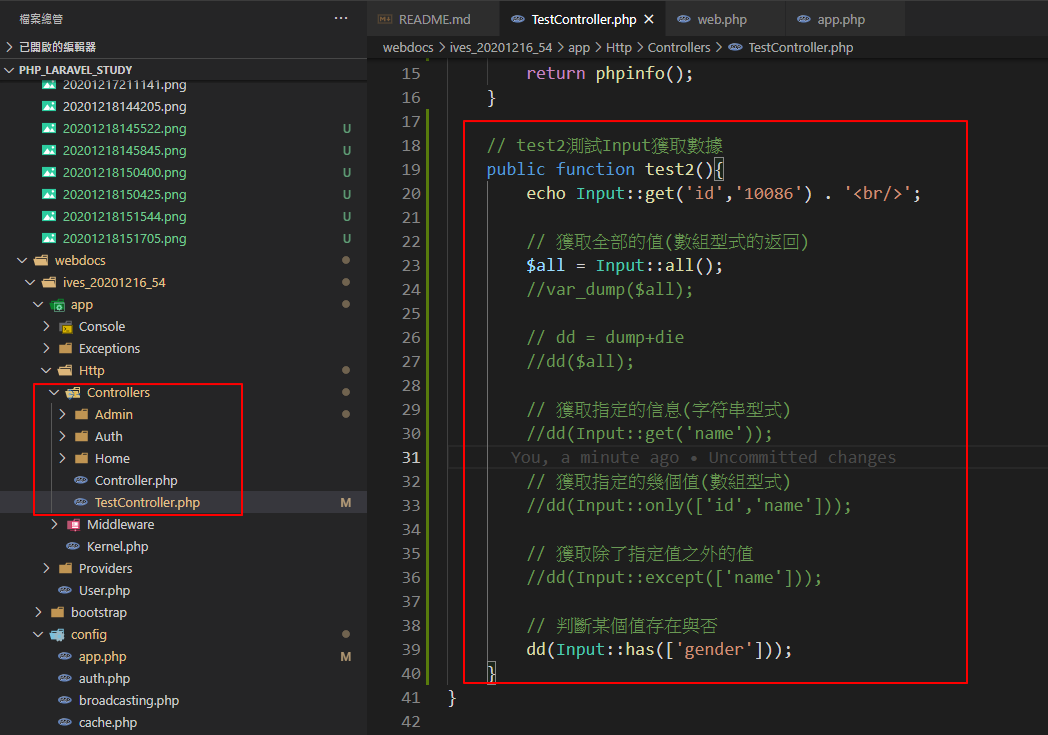 檔案總管
···
已開啟的編輯器
PHP_LARAVEL_STUDY
20201217211141.png
20201218144205.png
20201218145522.png U
20201218145845.png U
20201218150400.png U
20201218150425.png U
20201218151544.png U
20201218151705.png U
webdocs
ives_20201216_54
app
Console
Exceptions
Http
Controllers
Admin
Auth
Home
Controller.php
TestController.php M
Middleware
Kernel.php
Providers
User.php
bootstrap
config
app.php M
auth.php
broadcasting.php
cache.php
README.md TestController.php × web.php app.php
webdocs > ives_20201216_54 > app > Http > Controllers > TestController.php
15 return phpinfo();
16 }
17
18 // test2測試Input獲取數據
19 public function test2(){
20 echo Input::get('id','10086') . '<br/>';
21
22 // 獲取全部的值(數組型式的返回)
23 $all = Input::all();
24 //var_dump($all);
25
26 // dd = dump+die
27 //dd($all);
28
29 // 獲取指定的信息(字符串型式)
30 //dd(Input::get('name'));
31 You, a minute ago • Uncommitted changes
32 // 獲取指定的幾個值(數組型式)
33 //dd(Input::only(['id','name']));
34
35 // 獲取除了指定值之外的值
36 //dd(Input::except(['name']));
37
38 // 判斷某個值存在與否
39 dd(Input::has(['gender']));
40 }
41 }
42